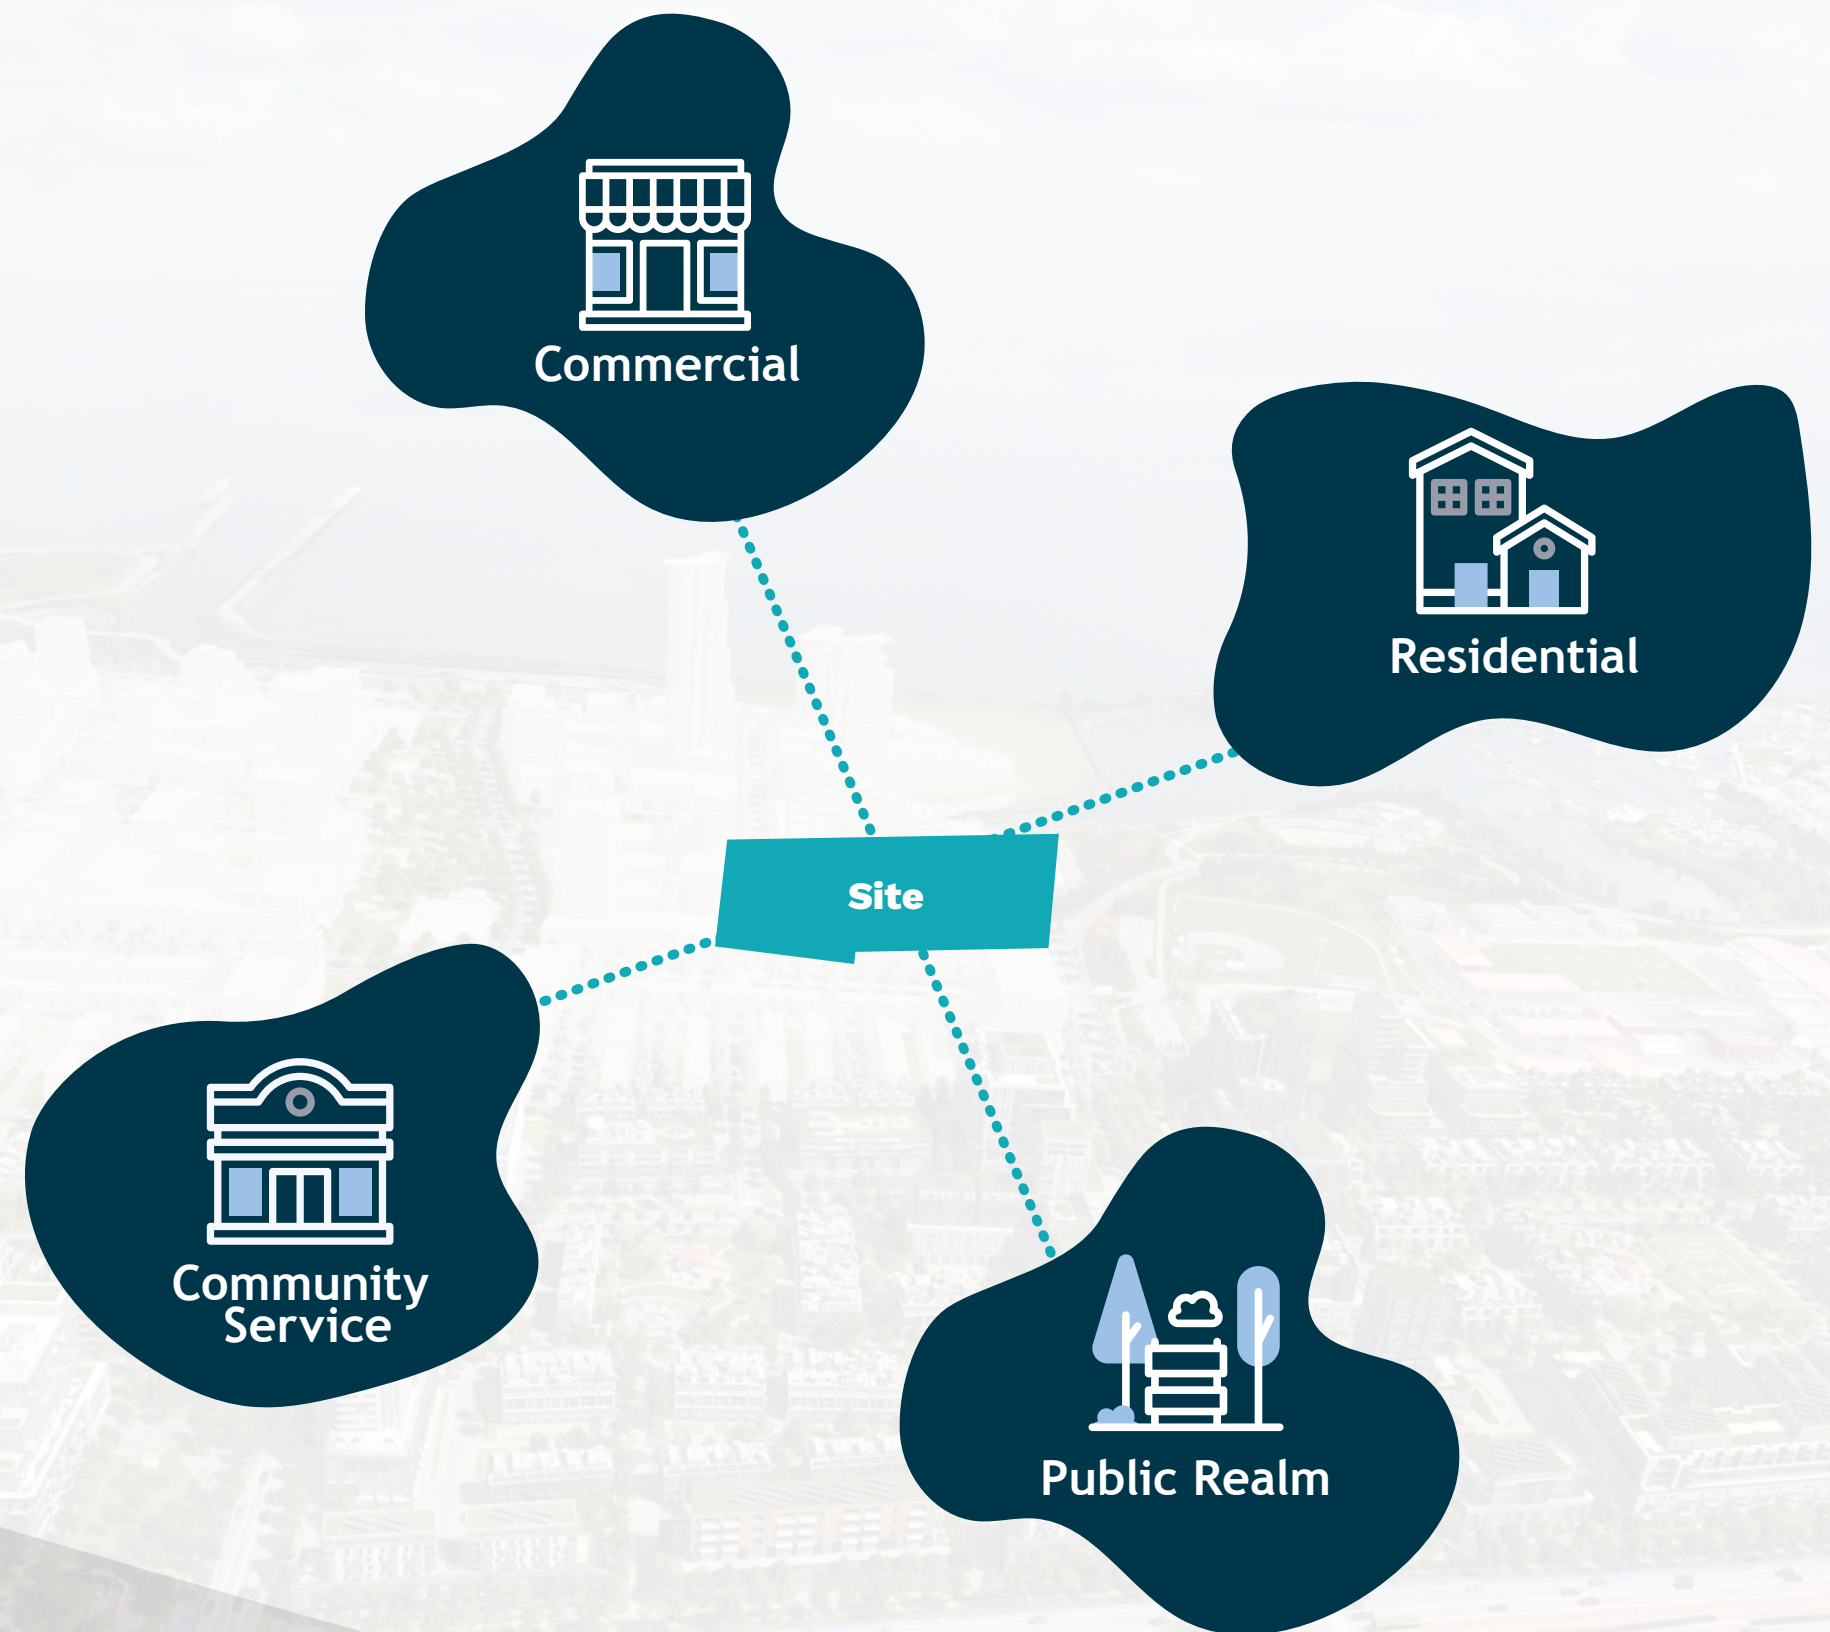 Commercial
Residential
Site
Community
Service
Public Realm